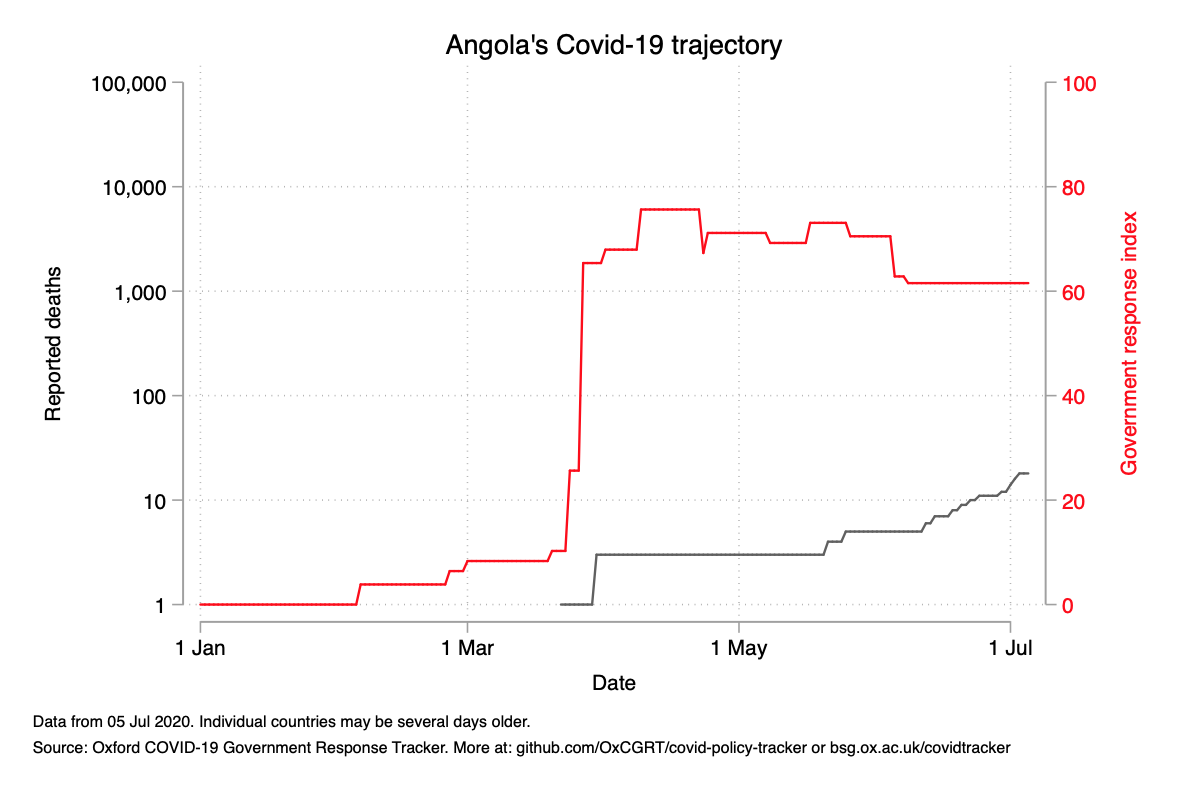 Angola's Covid-19 trajectory
100,000
10,000
1,000
100
10
1
Reported deaths
100
80
60
40
20
0
Government response index
1 Jan
1 Mar
1 May
1 Jul
Date
Data from 05 Jul 2020. Individual countries may be several days older.
Source: Oxford COVID-19 Government Response Tracker. More at: github.com/OxCGRT/covid-policy-tracker or bsg.ox.ac.uk/covidtracker